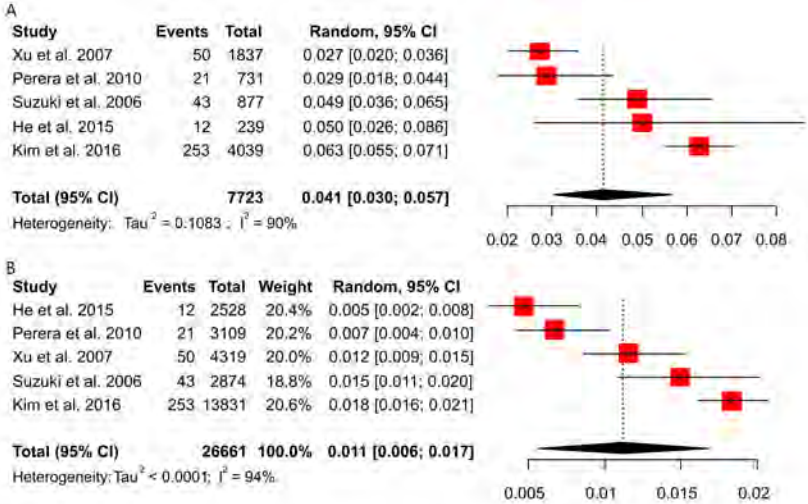 A
Study Events Total Random, 95% CI
Xu et al. 2007 50 1837 0.027 [0.020; 0.036]
Perera et al. 2010 21 731 0.029 [0.018; 0.044]
Suzuki et al. 2006 43 877 0.049 [0.036; 0.065]
He et al. 2015 12 239 0.050 [0.026; 0.086]
Kim et al. 2016 253 4039 0.063 [0.055; 0.071]
Total (95% CI) 7723 0.041 [0.030; 0.057]
Heterogeneity: Tau² = 0.1083 ; I² = 90%
0.02 0.03 0.04 0.05 0.06 0.07 0.08
B
Study Events Total Weight Random, 95% CI
He et al. 2015 12 2528 20.4% 0.005 [0.002; 0.008]
Perera et al. 2010 21 3109 20.2% 0.007 [0.004; 0.010]
Xu et al. 2007 50 4319 20.0% 0.012 [0.009; 0.015]
Suzuki et al. 2006 43 2874 18.8% 0.015 [0.011; 0.020]
Kim et al. 2016 253 13831 20.6% 0.018 [0.016; 0.021]
Total (95% CI) 26661 100.0% 0.011 [0.006; 0.017]
Heterogeneity: Tau² < 0.0001; I² = 94%
0.005 0.01 0.015 0.02